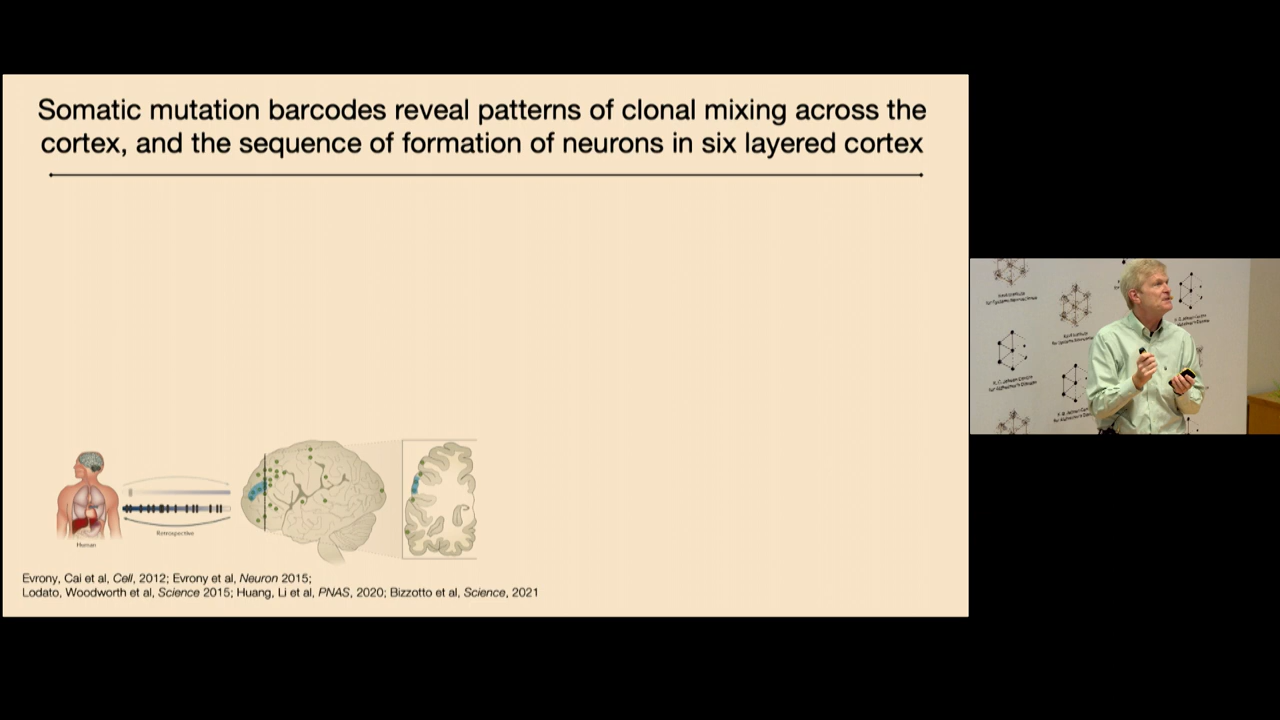 Somatic mutation barcodes reveal patterns of clonal mixing across the
cortex, and the sequence of formation of neurons in six layered cortex
Human
Retrospective
Evrony, Cai et al, Cell, 2012; Evrony et al, Neuron 2015;
Lodato, Woodworth et al, Science 2015; Huang, Li et al, PNAS, 2020; Bizzotto et al, Science, 2021